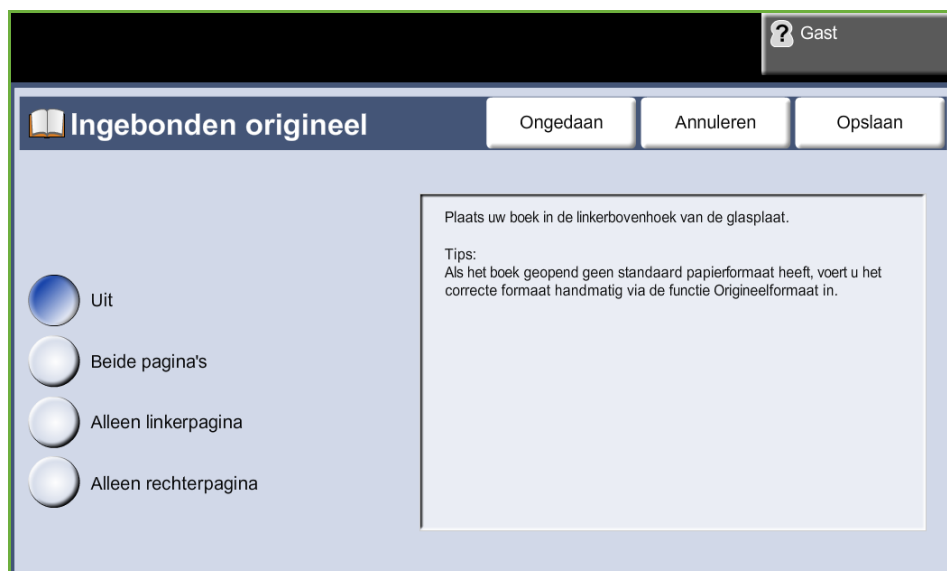 ? Gast
Ingebonden origineel
Ongedaan
Annuleren
Opslaan
Plaats uw boek in de linkerbovenhoek van de glasplaat.
Tips:
Als het boek geopend geen standaard papierformaat heeft, voert u het
correcte formaat handmatig via de functie Origineelformaat in.
Uit
Beide pagina's
Alleen linkerpagina
Alleen rechterpagina